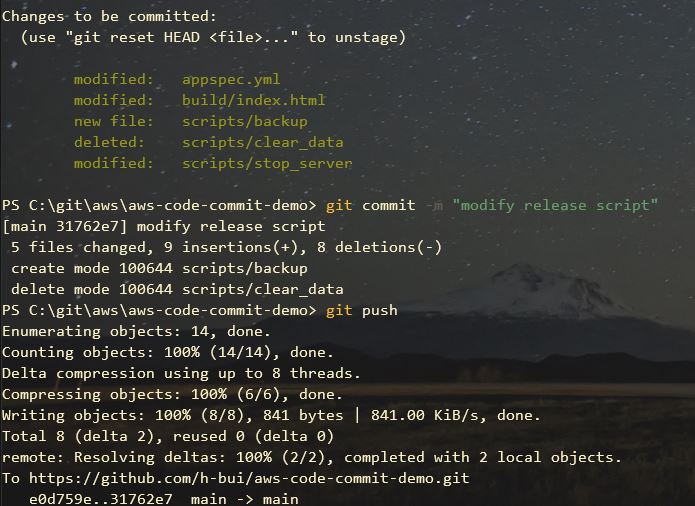 Changes to be committed:
  (use "git reset HEAD <file>..." to unstage)
        modified:   appspec.yml
        modified:   build/index.html
        new file:   scripts/backup
        deleted:    scripts/clear_data
        modified:   scripts/stop_server
PS C:\git\aws\aws-code-commit-demo> git commit -m "modify release script"
[main 31762e7] modify release script
 5 files changed, 9 insertions(+), 8 deletions(-)
 create mode 100644 scripts/backup
 delete mode 100644 scripts/clear_data
PS C:\git\aws\aws-code-commit-demo> git push
Enumerating objects: 14, done.
Counting objects: 100% (14/14), done.
Delta compression using up to 8 threads.
Compressing objects: 100% (6/6), done.
Writing objects: 100% (8/8), 841 bytes | 841.00 KiB/s, done.
Total 8 (delta 2), reused 0 (delta 0)
remote: Resolving deltas: 100% (2/2), completed with 2 local objects.
To https://github.com/h-bui/aws-code-commit-demo.git
   e0d759e..31762e7  main -> main